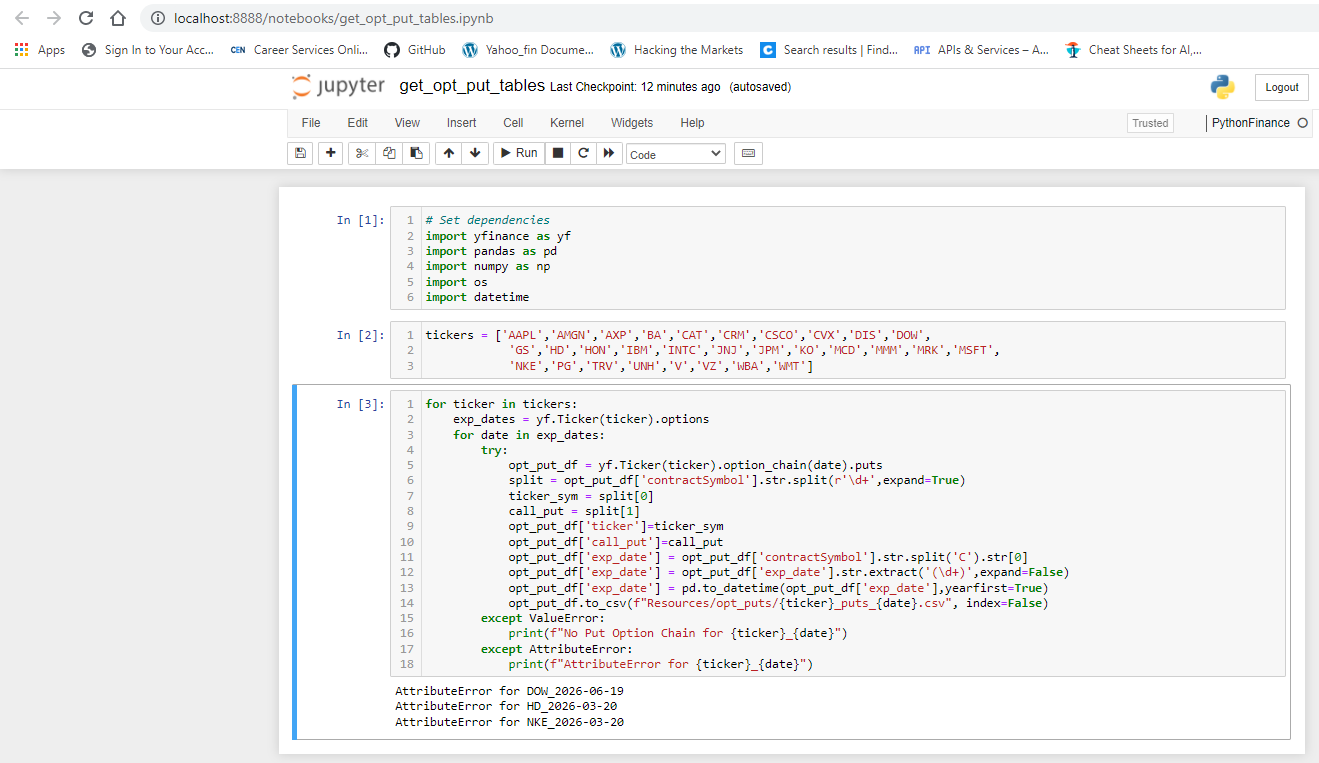 localhost:8888/notebooks/get_opt_put_tables.ipynb
Apps Sign In to Your Acc... CEN Career Services Onli... GitHub Yahoo_fin Docume... Hacking the Markets C Search results | Find... API APIs & Services – A... Cheat Sheets for AI,...
jupyter get_opt_put_tables Last Checkpoint: 12 minutes ago (autosaved) Logout
File Edit View Insert Cell Kernel Widgets Help Trusted PythonFinance
Run Code
In [1]:
1 # Set dependencies
2 import yfinance as yf
3 import pandas as pd
4 import numpy as np
5 import os
6 import datetime
In [2]:
1 tickers = ['AAPL','AMGN','AXP','BA','CAT','CRM','CSCO','CVX','DIS','DOW',
2             'GS','HD','HON','IBM','INTC','JNJ','JPM','KO','MCD','MMM','MRK','MSFT',
3             'NKE','PG','TRV','UNH','V','VZ','WBA','WMT']
In [3]:
1 for ticker in tickers:
2     exp_dates = yf.Ticker(ticker).options
3     for date in exp_dates:
4         try:
5             opt_put_df = yf.Ticker(ticker).option_chain(date).puts
6             split = opt_put_df['contractSymbol'].str.split(r'\d+',expand=True)
7             ticker_sym = split[0]
8             call_put = split[1]
9             opt_put_df['ticker']=ticker_sym
10             opt_put_df['call_put']=call_put
11             opt_put_df['exp_date'] = opt_put_df['contractSymbol'].str.split('C').str[0]
12             opt_put_df['exp_date'] = opt_put_df['exp_date'].str.extract('(\d+)',expand=False)
13             opt_put_df['exp_date'] = pd.to_datetime(opt_put_df['exp_date'],yearfirst=True)
14             opt_put_df.to_csv(f"Resources/opt_puts/{ticker}_puts_{date}.csv", index=False)
15         except ValueError:
16             print(f"No Put Option Chain for {ticker}_{date}")
17         except AttributeError:
18             print(f"AttributeError for {ticker}_{date}")
AttributeError for DOW_2026-06-19
AttributeError for HD_2026-03-20
AttributeError for NKE_2026-03-20